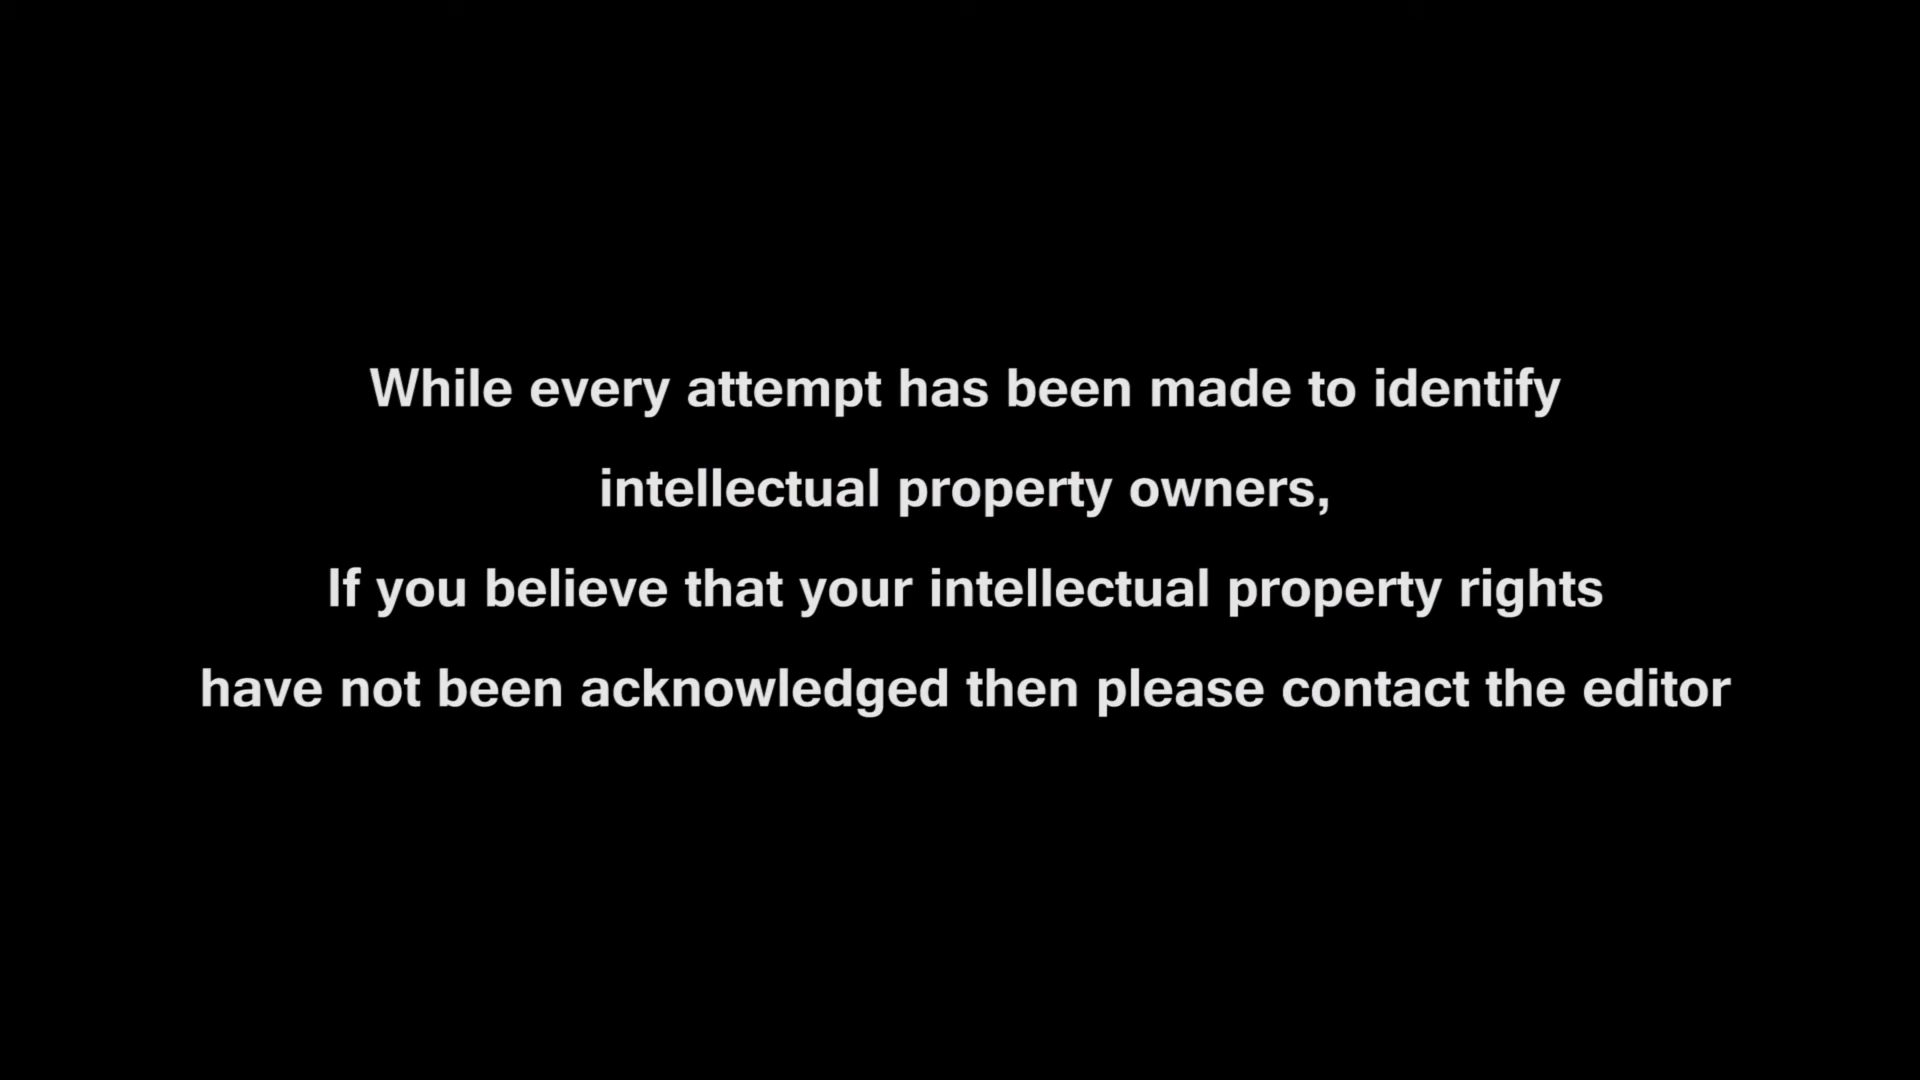 While every attempt has been made to identify
intellectual property owners,
If you believe that your intellectual property rights
have not been acknowledged then please contact the editor